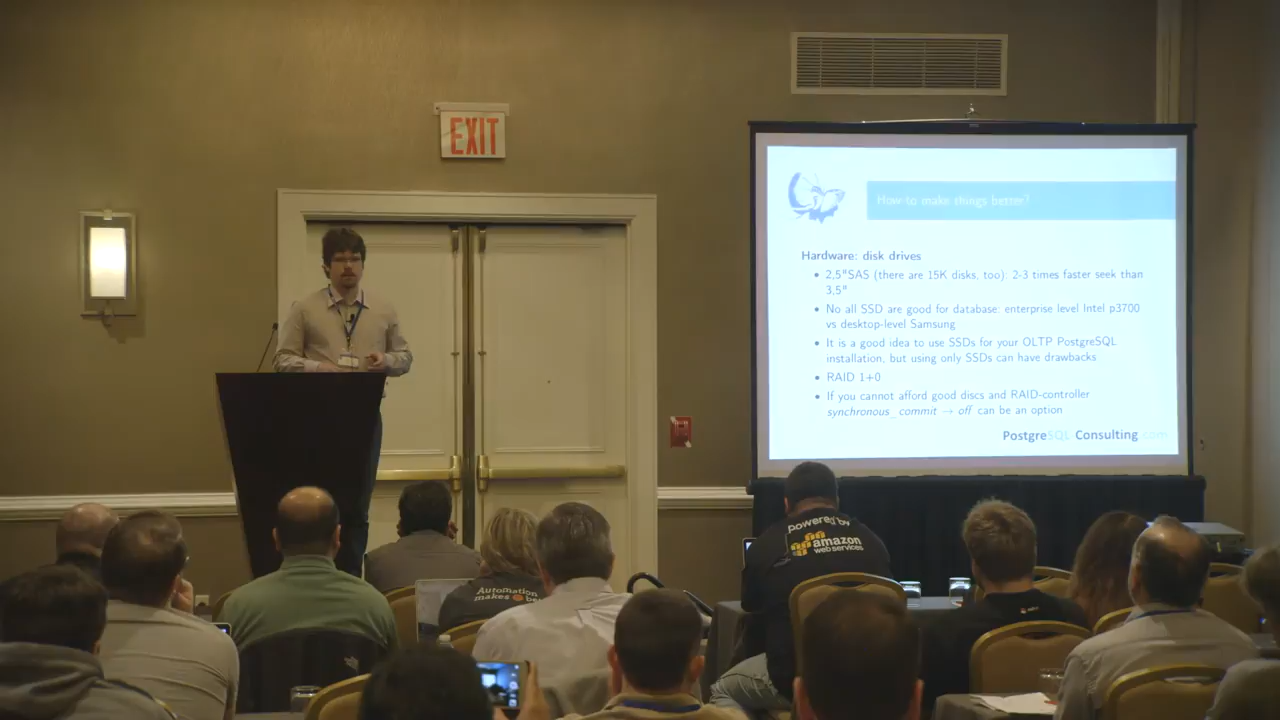 EXIT
How to make things better?
Hardware: disk drives
• 2,5"SAS (there are 15K disks, too): 2-3 times faster seek than
3,5"
• No all SSD are good for database: enterprise level Intel p3700
vs desktop-level Samsung
• It is a good idea to use SSDs for your OLTP PostgreSQL
installation, but using only SSDs can have drawbacks
• RAID 1+0
• If you cannot afford good discs and RAID-controller
synchronous_commit → off can be an option
PostgreSQL Consulting.com
powered by
amazon
web services
Automation
makes